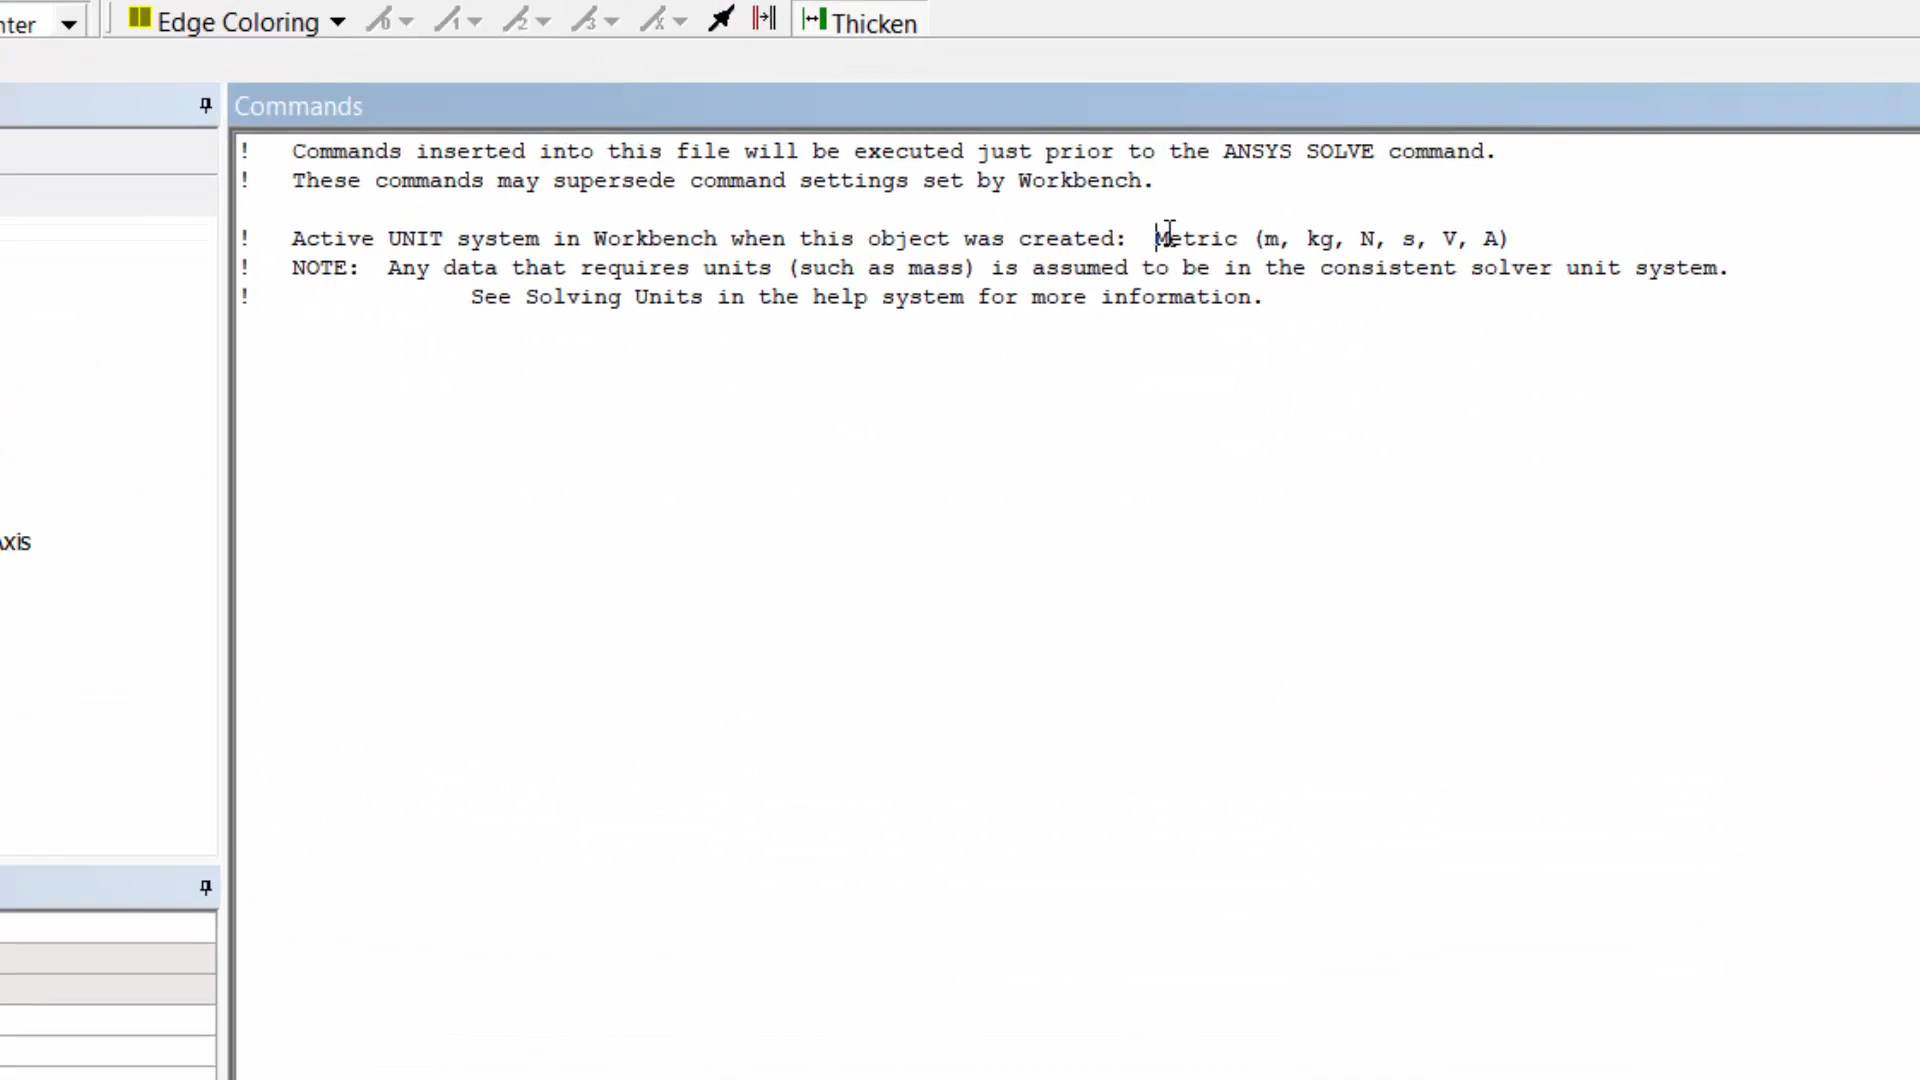 nter
Edge Coloring
Thicken
Commands
! Commands inserted into this file will be executed just prior to the ANSYS SOLVE command.
! These commands may supersede command settings set by Workbench.
! Active UNIT system in Workbench when this object was created: Metric (m, kg, N, s, V, A)
! NOTE: Any data that requires units (such as mass) is assumed to be in the consistent solver unit system.
! See Solving Units in the help system for more information.
Axis